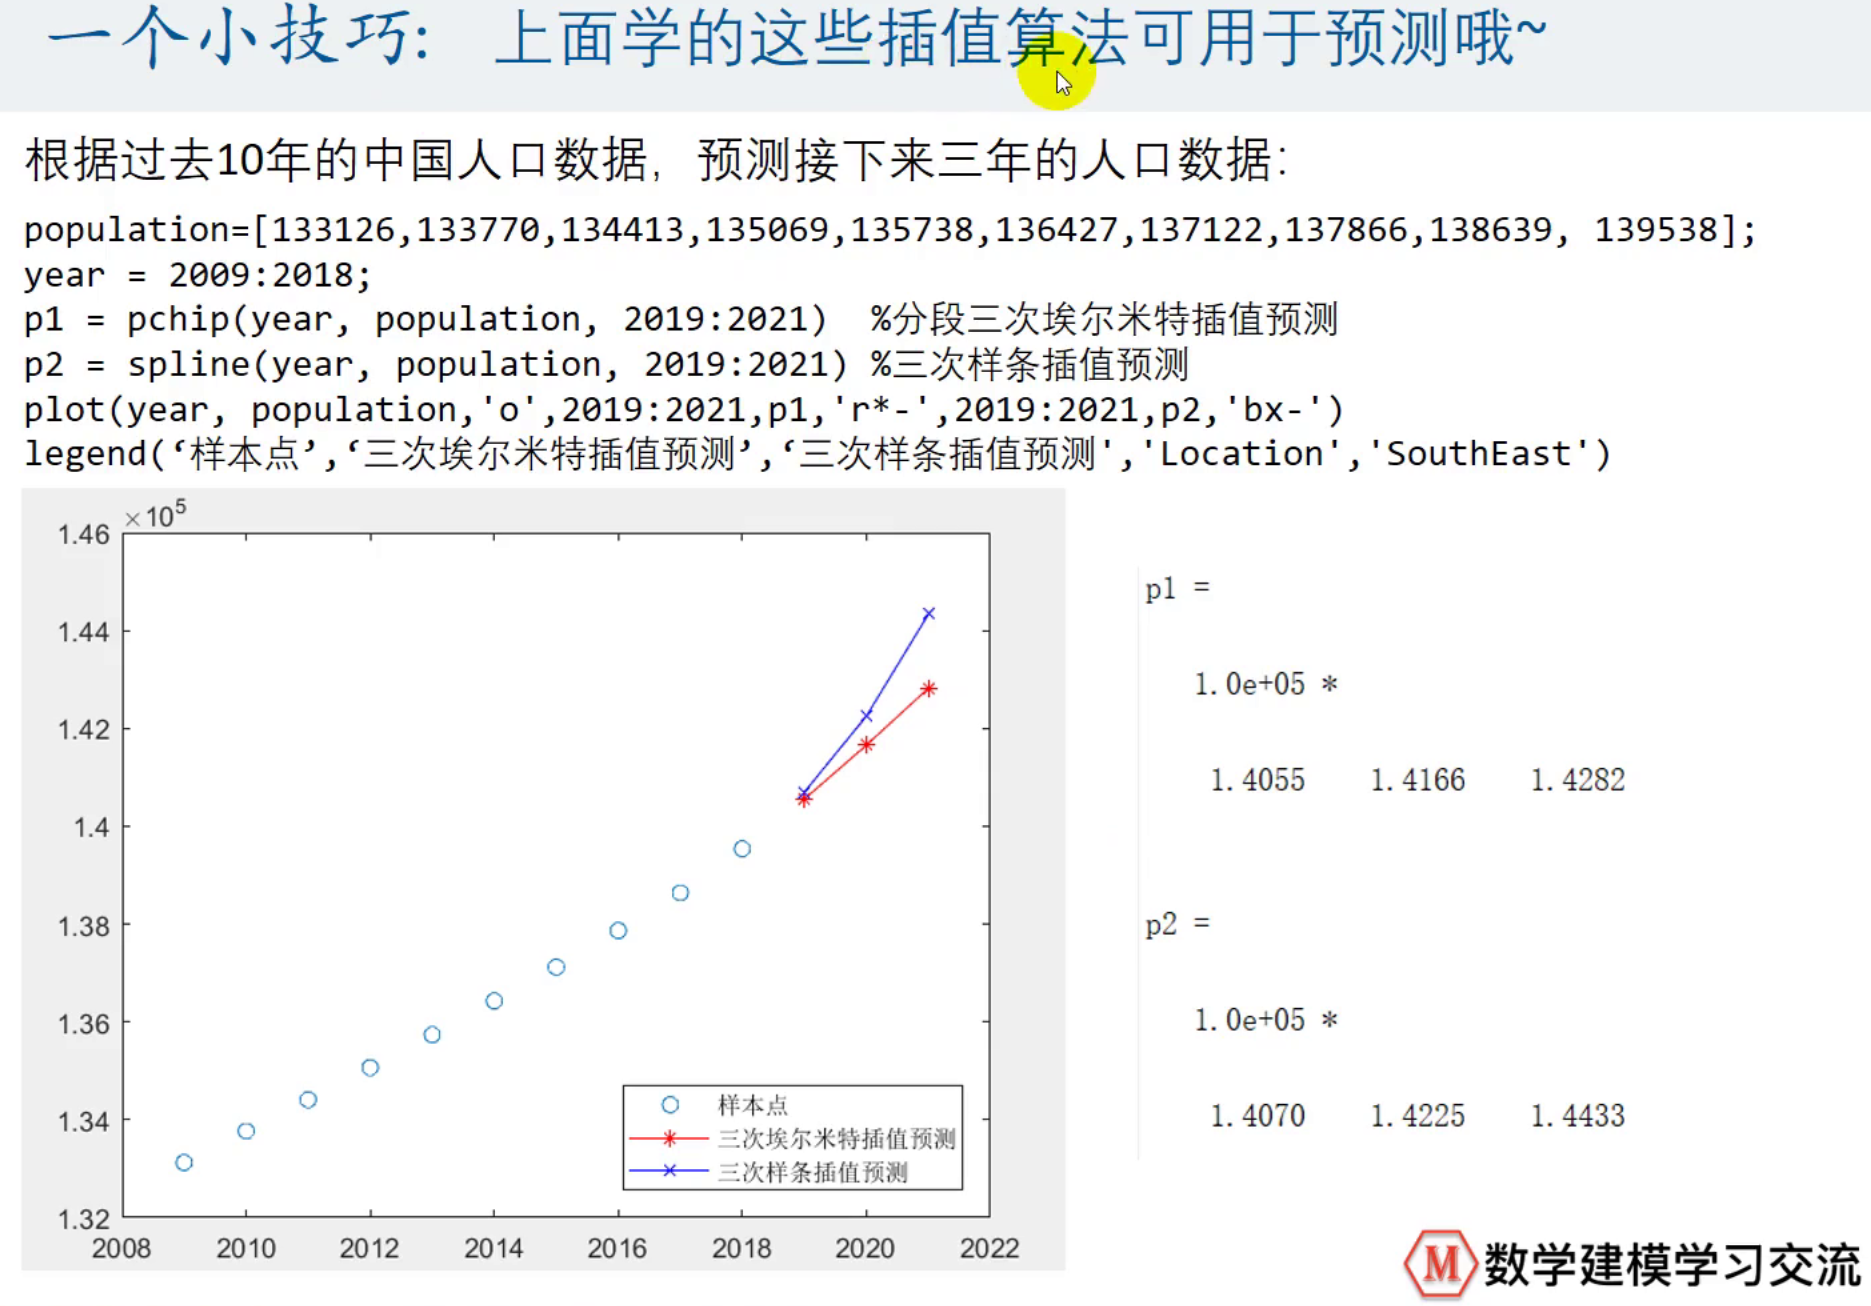 一个小技巧: 上面学的这些插值算法可用于预测哦~
根据过去10年的中国人口数据，预测接下来三年的人口数据：
population=[133126,133770,134413,135069,135738,136427,137122,137866,138639, 139538];
year = 2009:2018;
p1 = pchip(year, population, 2019:2021)  %分段三次埃尔米特插值预测
p2 = spline(year, population, 2019:2021) %三次样条插值预测
plot(year, population,'o',2019:2021,p1,'r*-',2019:2021,p2,'bx-')
legend(‘样本点’,‘三次埃尔米特插值预测’,‘三次样条插值预测','Location','SouthEast')
×10⁵
1.46
1.44
1.42
1.4
1.38
1.36
1.34
1.32
2008 2010 2012 2014 2016 2018 2020 2022
样本点
三次埃尔米特插值预测
三次样条插值预测
p1 =
1.0e+05 *
1.4055 1.4166 1.4282
p2 =
1.0e+05 *
1.4070 1.4225 1.4433
M 数学建模学习交流